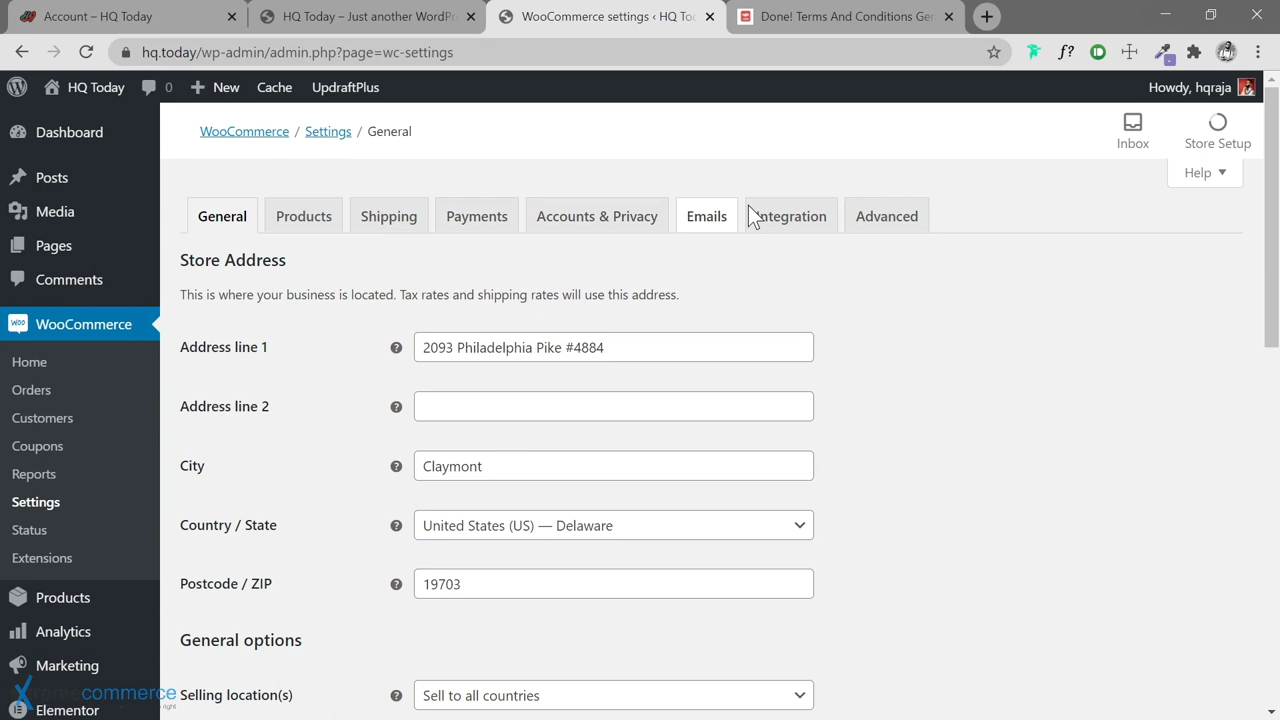 Account – HQ Today
HQ Today – Just another WordPr
WooCommerce settings ‹ HQ To
Done! Terms And Conditions Ge
hq.today/wp-admin/admin.php?page=wc-settings
f?
HQ Today
0
New
Cache
UpdraftPlus
Howdy, hqraja
Dashboard
Posts
Media
Pages
Comments
WooCommerce
Home
Orders
Customers
Coupons
Reports
Settings
Status
Extensions
Products
Analytics
Marketing
Elementor
WooCommerce / Settings / General
Inbox
Store Setup
Help
General
Products
Shipping
Payments
Accounts & Privacy
Emails
Integration
Advanced
Store Address
This is where your business is located. Tax rates and shipping rates will use this address.
Address line 1
2093 Philadelphia Pike #4884
Address line 2
City
Claymont
Country / State
United States (US) — Delaware
Postcode / ZIP
19703
General options
Selling location(s)
Sell to all countries
commerce
right